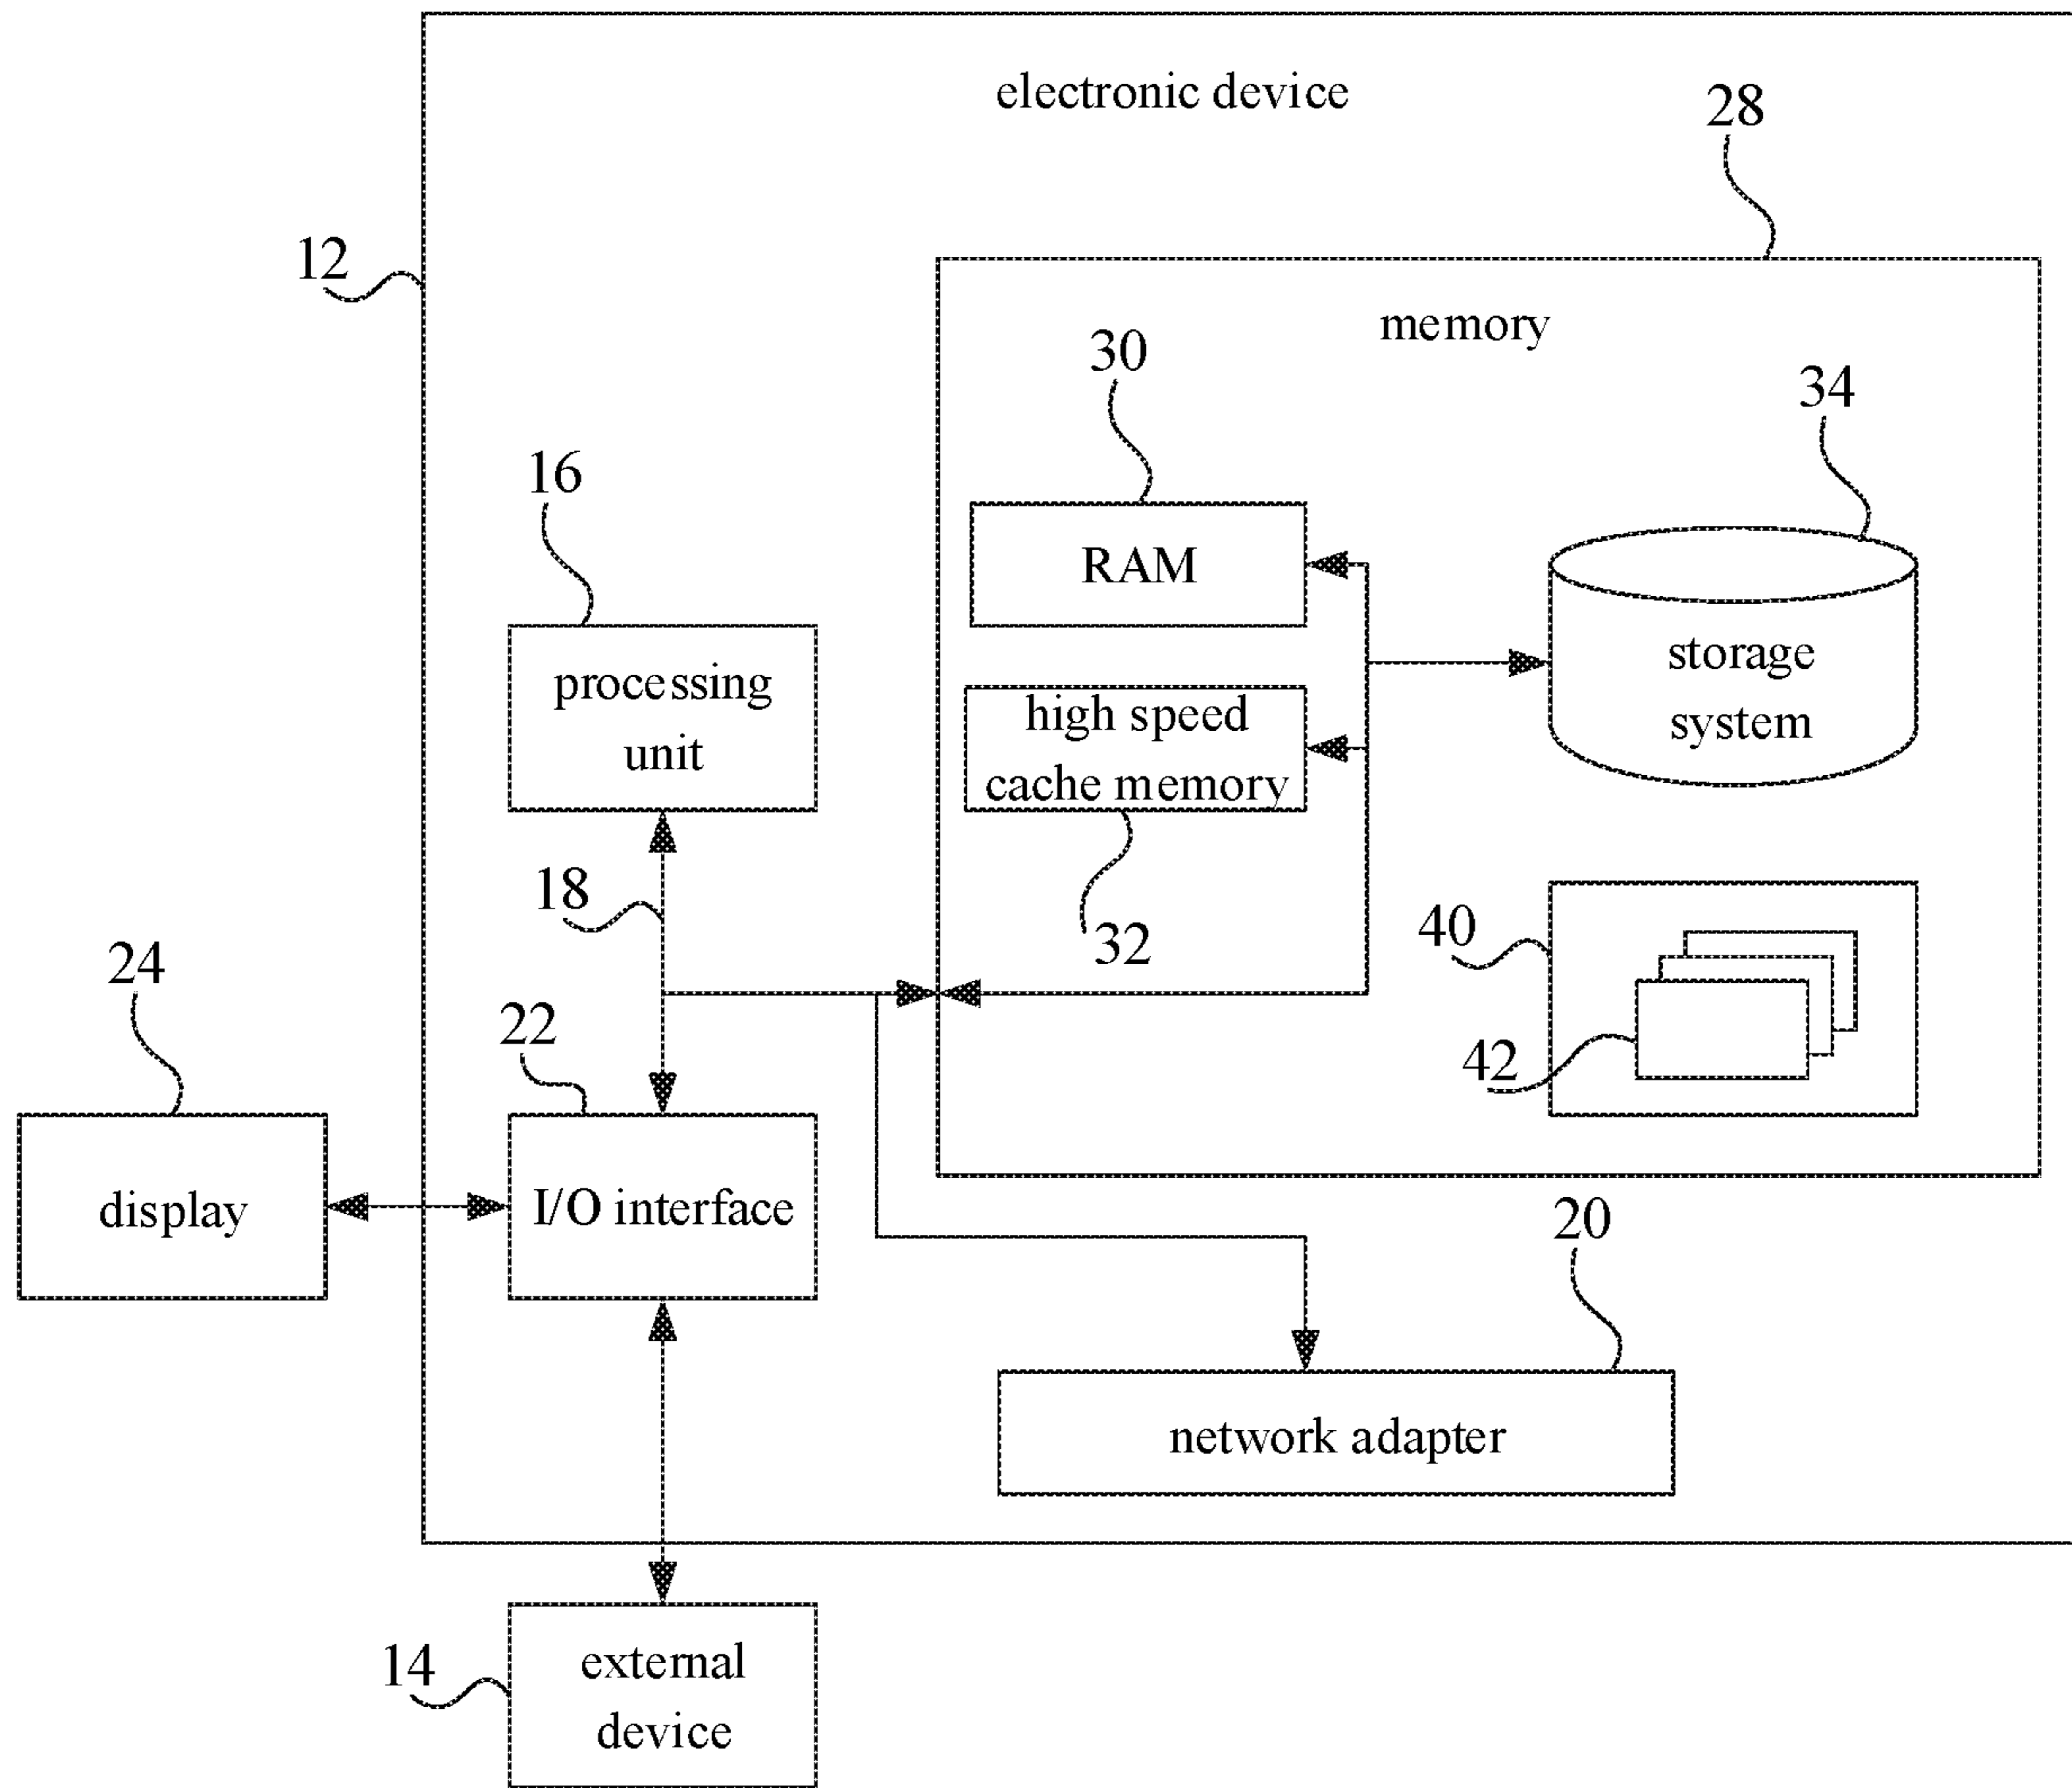 electronic device
28
12
memory
30
34
16
RAM
processing
unit
high speed
cache memory
storage
system
18
32
40
24
22
42
display
I/O interface
20
network adapter
14
external
device